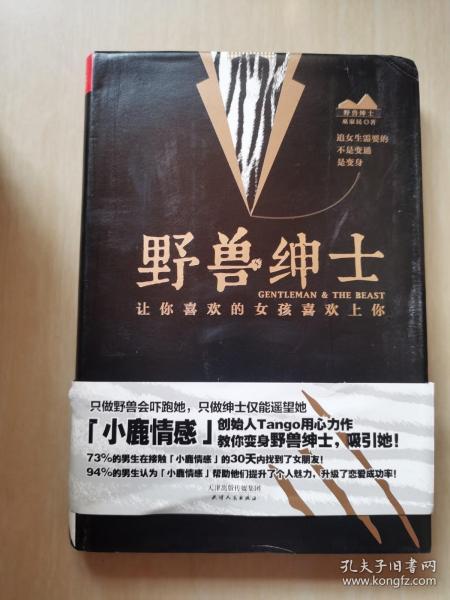 野兽绅士
巫家民◎著
追女生需要的
不是变通
是变身
野兽绅士
GENTLEMAN & THE BEAST
让你喜欢的女孩喜欢上你
只做野兽会吓跑她，只做绅士仅能遥望她
「小鹿情感」创始人Tango用心力作
教你变身野兽绅士，吸引她！
73%的男生在接触「小鹿情感」的30天内找到了女朋友！
94%的男生认为「小鹿情感」帮助他们提升了个人魅力，升级了恋爱成功率！
天津出版传媒集团
天津人民出版社
孔夫子旧书网
www.kongfz.com